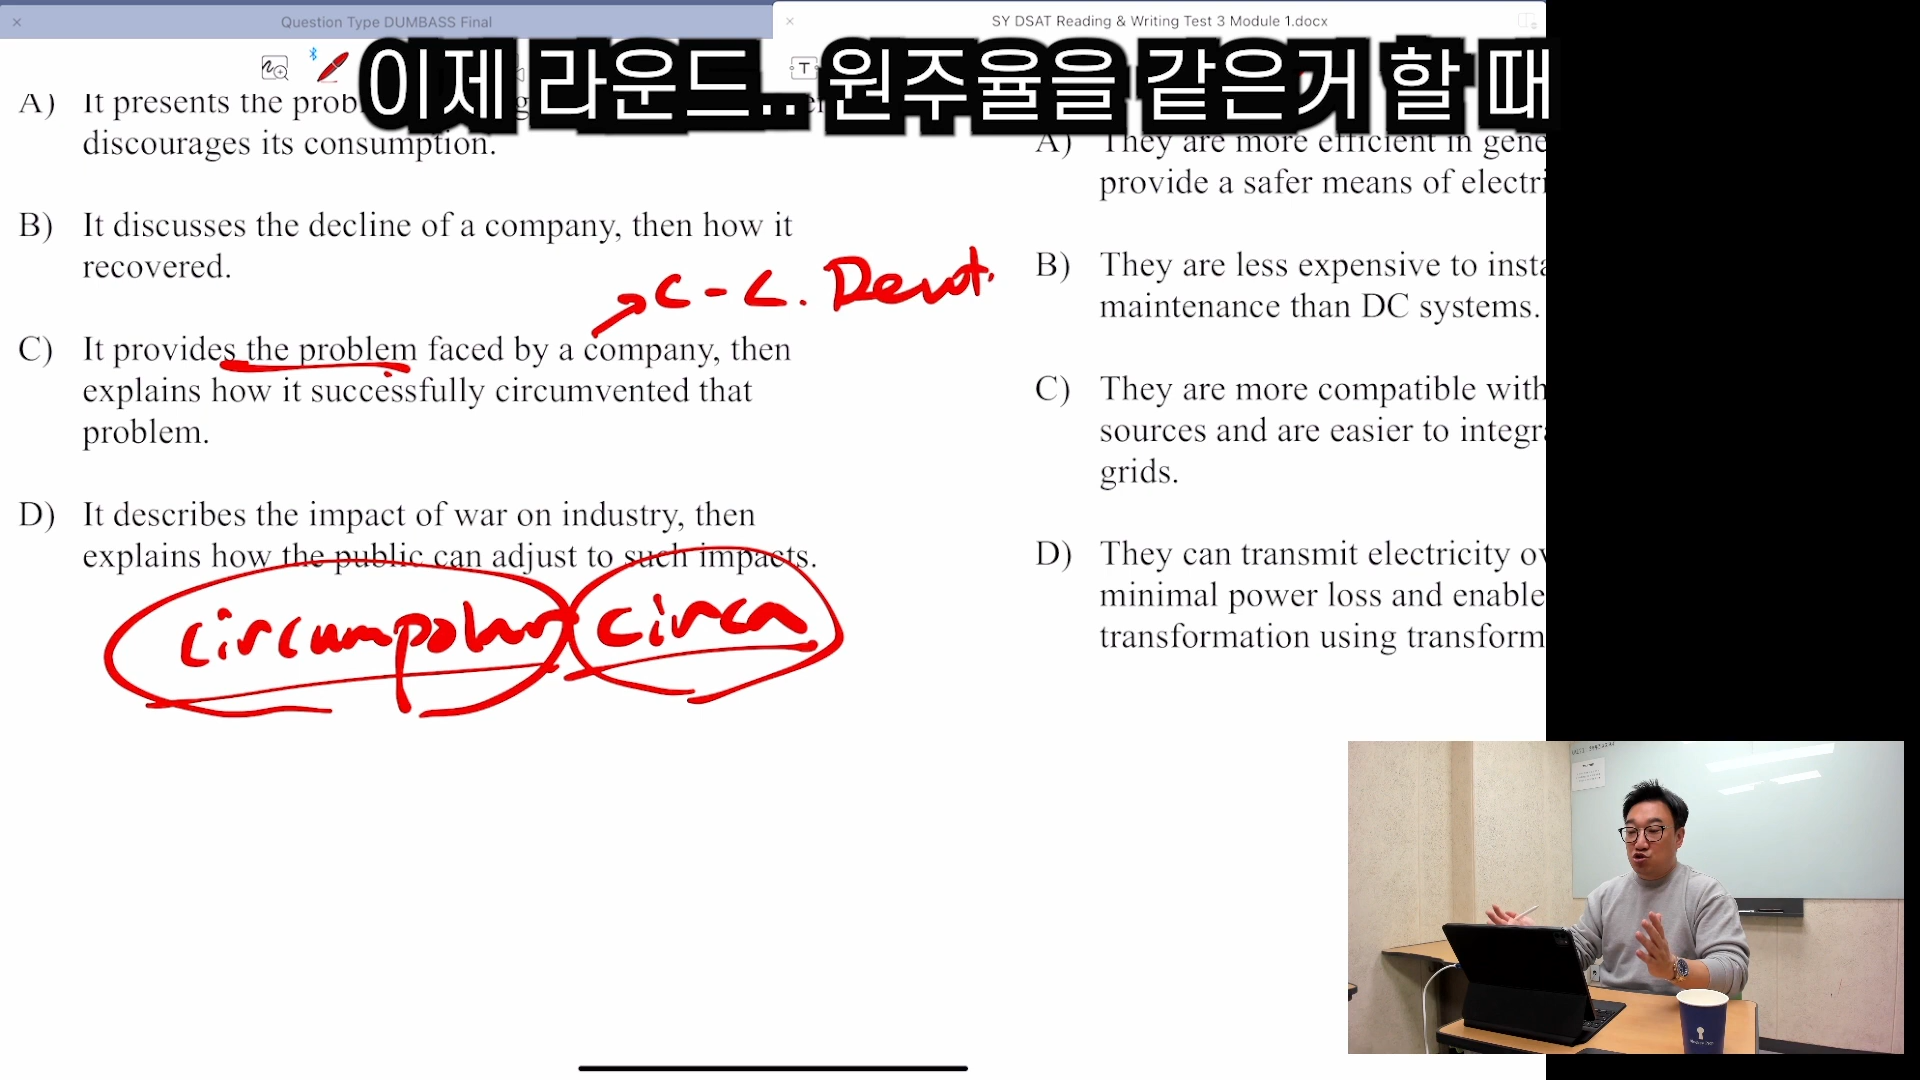 Question Type DUMBASS Final
SY DSAT Reading & Writing Test 3 Module 1.docx
이제 라운드.. 원주율을 같은거 할 때
A) It presents the prob
discourages its consumption.
B) It discusses the decline of a company, then how it
recovered.
C - C. Devot.
C) It provides the problem faced by a company, then
explains how it successfully circumvented that
problem.
D) It describes the impact of war on industry, then
explains how the public can adjust to such impacts.
circumpolar circa
A) They are more efficient in gene
provide a safer means of electri
B) They are less expensive to insta
maintenance than DC systems.
C) They are more compatible with
sources and are easier to integra
grids.
D) They can transmit electricity ov
minimal power loss and enable
transformation using transform